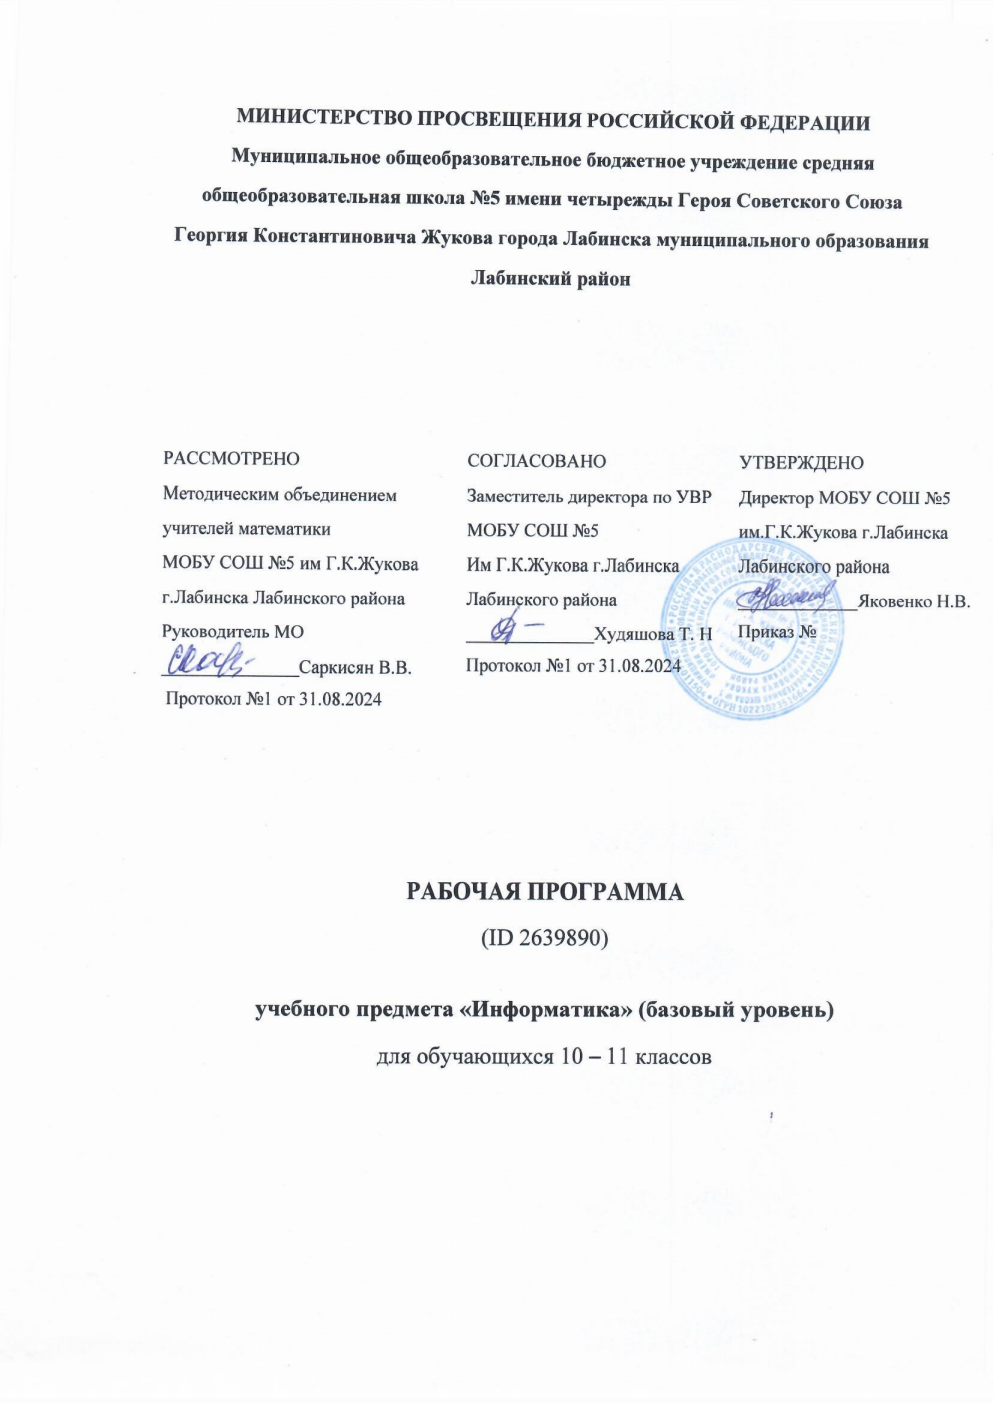 МИНИСТЕРСТВО ПРОСВЕЩЕНИЯ РОССИЙСКОЙ ФЕДЕРАЦИИ
Муниципальное общеобразовательное бюджетное учреждение средняя
общеобразовательная школа №5 имени четырежды Героя Советского Союза
Георгия Константиновича Жукова города Лабинска муниципального образования
Лабинский район
РАССМОТРЕНО
Методическим объединением
учителей математики
МОБУ СОШ №5 им Г.К.Жукова
г.Лабинска Лабинского района
Руководитель МО
Саркисян В.В.
Протокол №1 от 31.08.2024
СОГЛАСОВАНО
Заместитель директора по УВР
МОБУ СОШ №5
Им Г.К.Жукова г.Лабинска
Лабинского района
Худяшова Т. Н
Протокол №1 от 31.08.2024
УТВЕРЖДЕНО
Директор МОБУ СОШ №5
им.Г.К.Жукова г.Лабинска
Лабинского района
Яковенко Н.В.
Приказ №
РАБОЧАЯ ПРОГРАММА
(ID 2639890)
учебного предмета «Информатика» (базовый уровень)
для обучающихся 10 – 11 классов